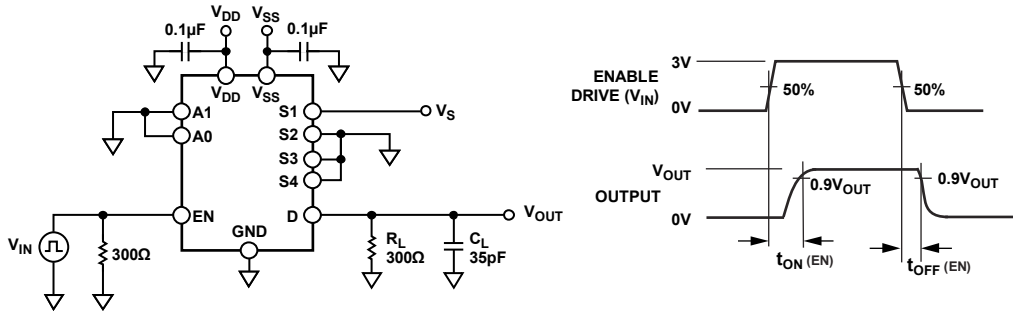 VDD
VSS
0.1µF
0.1µF
VDD
VSS
A1
A0
S1
VS
S2
S3
S4
EN
D
VOUT
GND
VIN
300Ω
RL
300Ω
CL
35pF
3V
ENABLE
DRIVE (VIN)
50%
50%
0V
VOUT
0.9VOUT
0.9VOUT
OUTPUT
0V
tON (EN)
tOFF (EN)